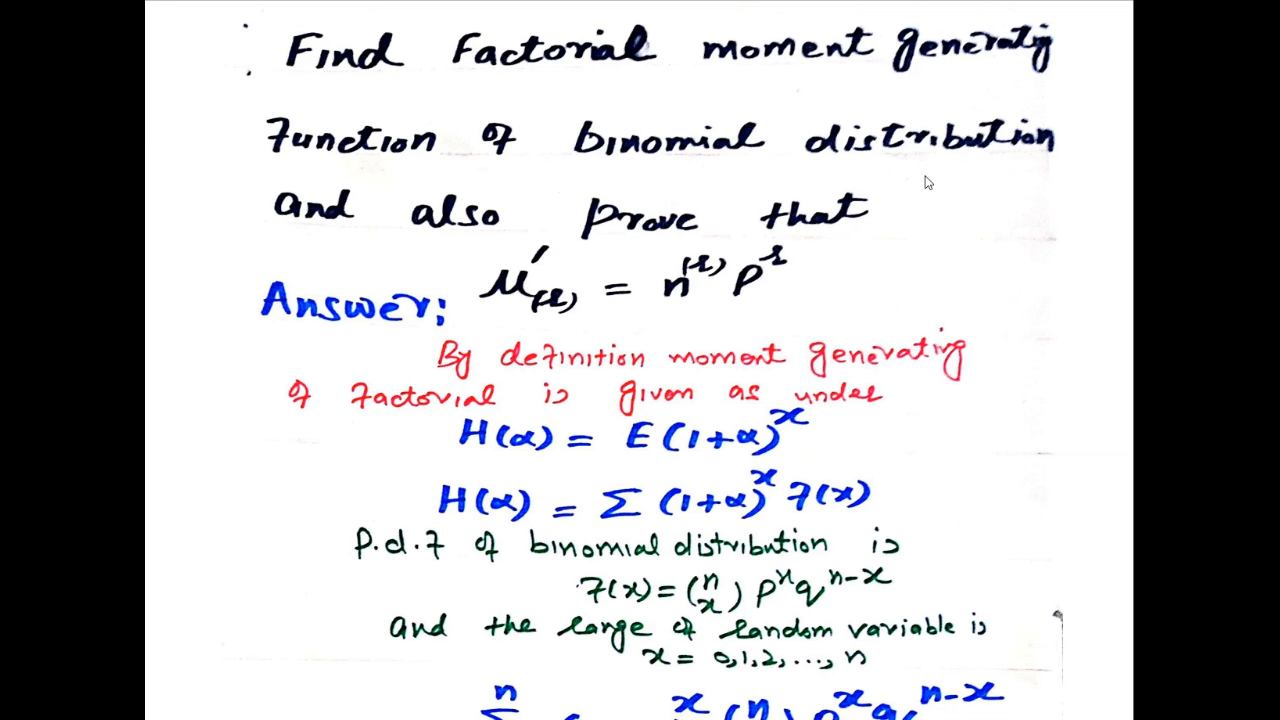 Find Factorial moment generatig
Function of binomial distribution
and also prove that
μ′(r) = n^(r) p^r
Answer;
By definition moment generating
of Factorial is given as under
H(α) = E(1+α)^x
H(α) = Σ (1+α)^x f(x)
P.d.f of binomial distribution is
f(x) = (n x) p^x q^n-x
and the range of random variable is
x = 0,1,2,...,n
n x (n) p^x q^n-x